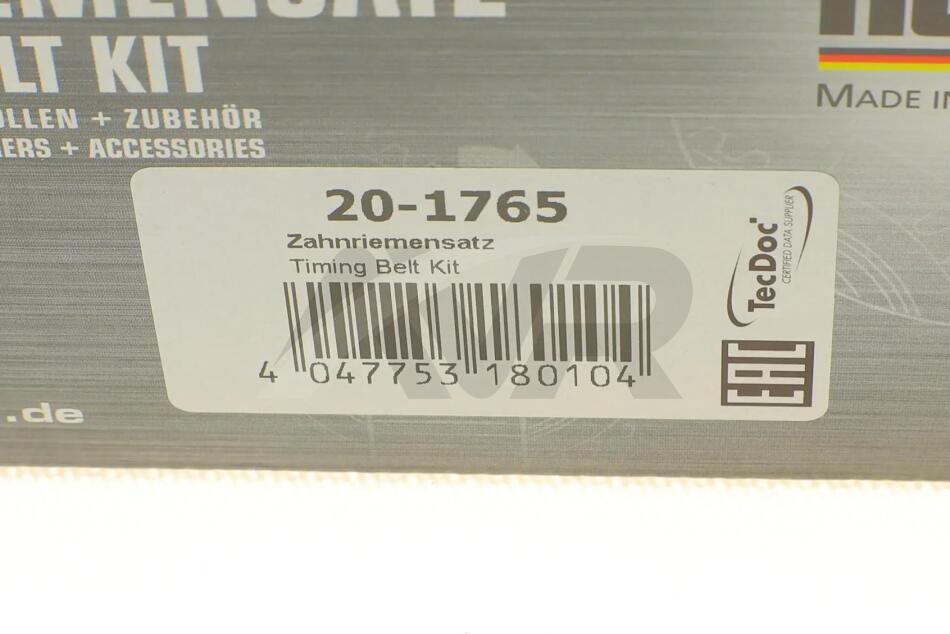 LT KIT
OLLEN + ZUBEHÖR
ERS + ACCESSORIES
MADE IN
20-1765
Zahnriemensatz
Timing Belt Kit
4 047753 180104
TecDoc
CERTIFIED DATA SUPPLIER
EAC
.de